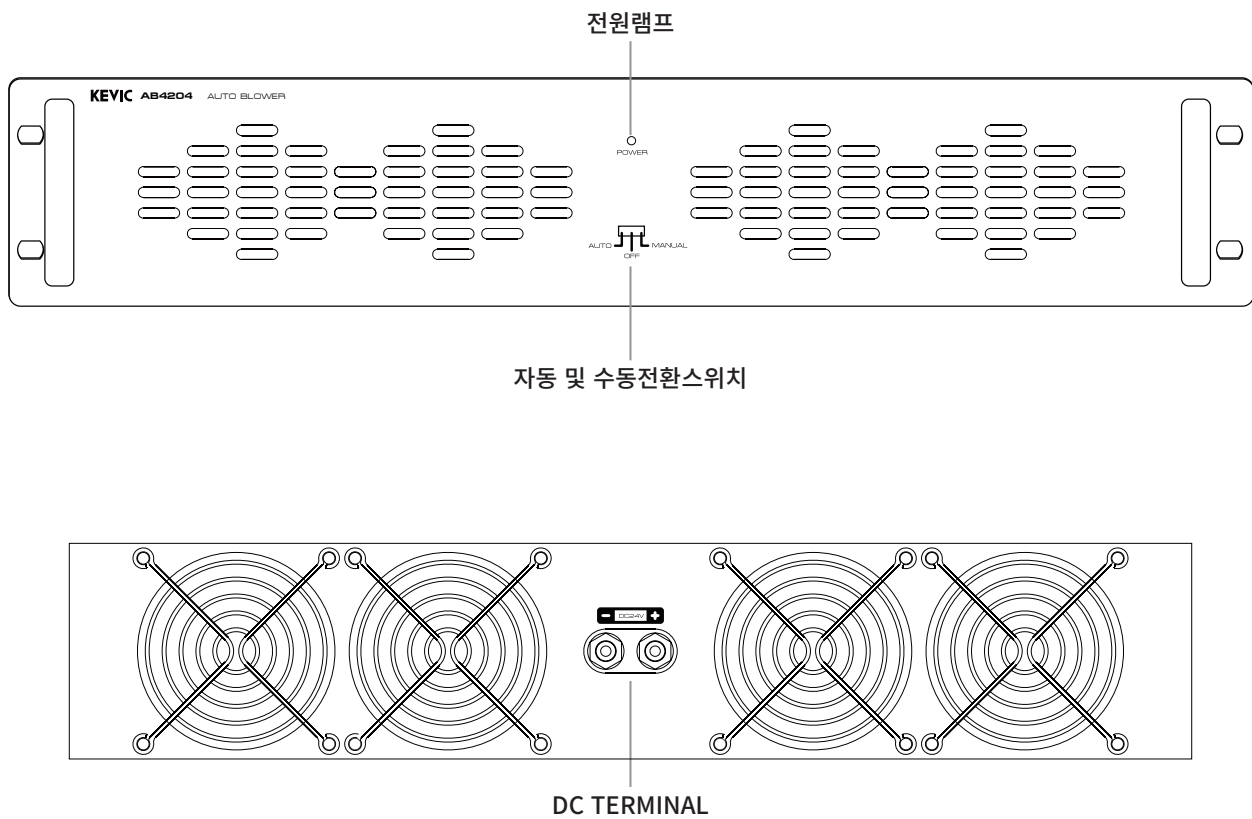 전원램프
KEVIC AB4204 AUTO BLOWER
POWER
AUTO MANUAL
OFF
자동 및 수동전환스위치
- DC24V +
DC TERMINAL